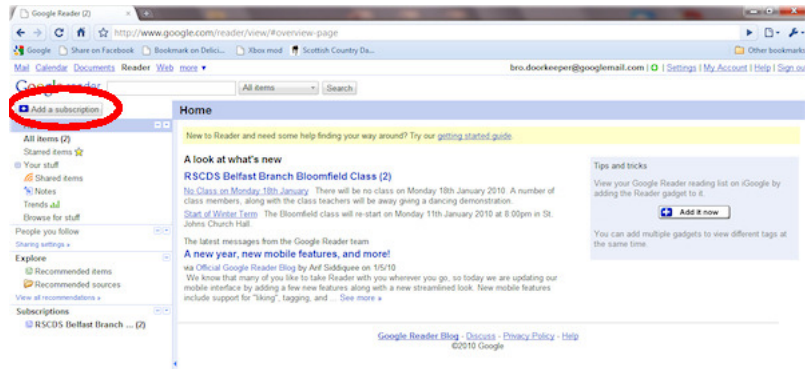 Google Reader (2)
http://www.google.com/reader/view/#overview-page
Google Share on Facebook Bookmark on Delici... Xbox mod Scottish Country Da... Other bookmarks
Mail Calendar Documents Reader Web more ▼ bro.doorkeeper@googlemail.com | Settings | My Account | Help | Sign ou
Google reader All items Search
Add a subscription Home
All items (2)
Starred items
Your stuff
Shared items
Notes
Trends
Browse for stuff
People you follow
Sharing settings »
Explore
Recommended items
Recommended sources
View all recommendations »
Subscriptions
RSCDS Belfast Branch ... (2)
New to Reader and need some help finding your way around? Try our getting started guide.
A look at what's new
RSCDS Belfast Branch Bloomfield Class (2)
No Class on Monday 18th January There will be no class on Monday 18th January 2010. A number of
class members, along with the class teachers will be away giving a dancing demonstration.
Start of Winter Term The Bloomfield class will re-start on Monday 11th January 2010 at 8.00pm in St.
Johns Church Hall.
The latest messages from the Google Reader team
A new year, new mobile features, and more!
via Official Google Reader Blog by Arif Siddiquee on 1/5/10
We know that many of you like to take Reader with you wherever you go, so today we are updating our
mobile interface by adding a few new features along with a new streamlined look. New mobile features
include support for "liking", tagging, and ... See more »
Tips and tricks
View your Google Reader reading list on iGoogle by
adding the Reader gadget to it.
Add it now
You can add multiple gadgets to view different tags at
the same time.
Google Reader Blog - Discuss - Privacy Policy - Help
©2010 Google